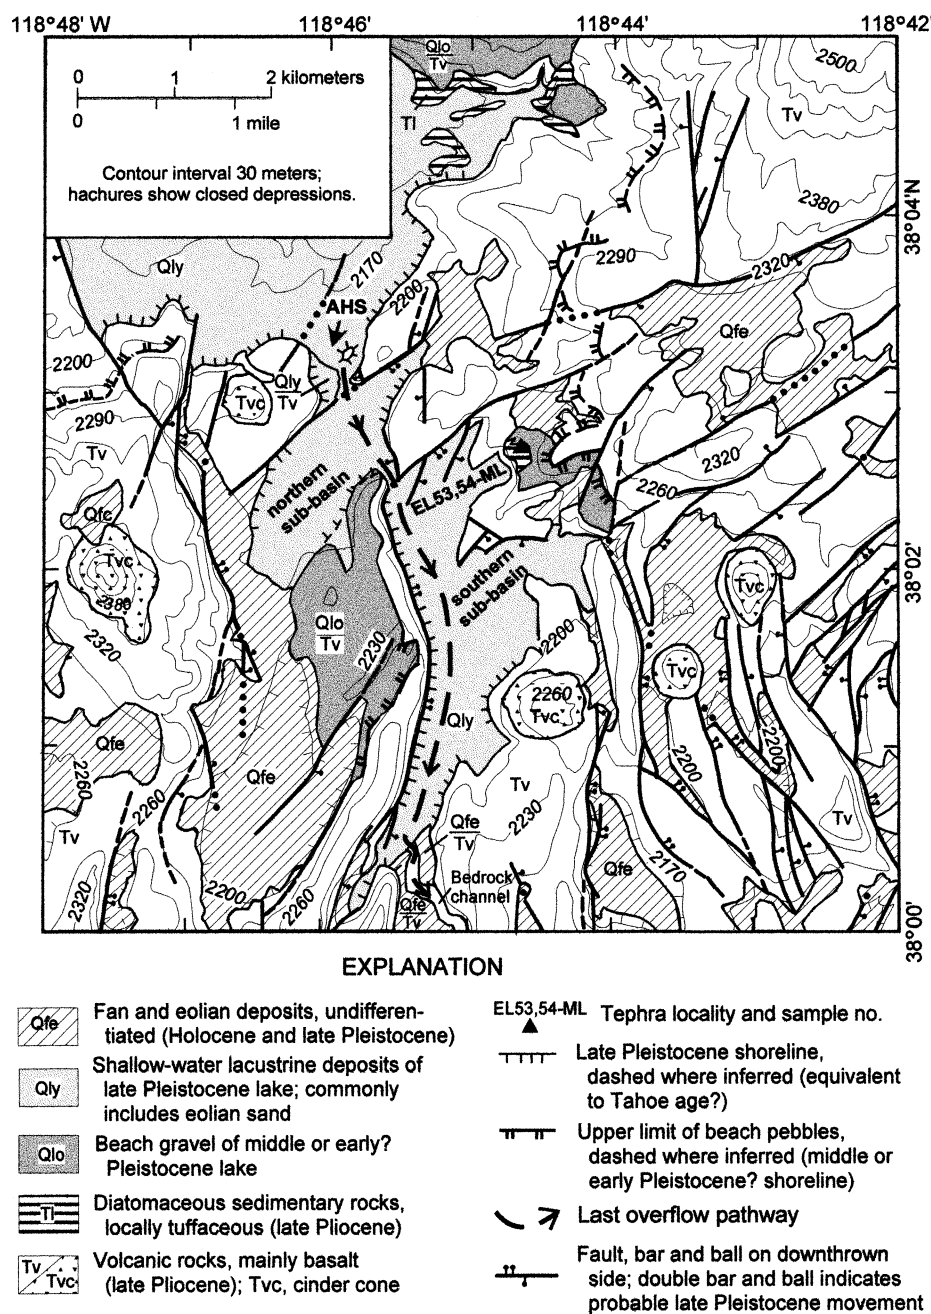 118°48' W
118°46'
118°44'
118°42'
0 1 2 kilometers
0 1 mile
Contour interval 30 meters;
hachures show closed depressions.
Qlo
Tv
Tl
2500
Tv
2380
38°04'N
Qly
2170
2290
2320
AHS
2200
Qfe
2200
Qly
Tv
Tvc
2290
Tv
northern
sub-basin
EL53,54-ML
2320
2260
Qfc
Tvc
2380
38°02'
southern
sub-basin
Tvc
2320
Qlo
Tv
2230
2200
Tvc
2260
Tvc
Qly
Qfe
2260
Qfe
2200
2200
Tv
2260
2230
Tv
Tv
Qfe
Tv
Qfe
2170
2320
2200
2260
Bedrock
channel
Qfe
Tv
38°00'
EXPLANATION
Qfe Fan and eolian deposits, undifferen-
tiated (Holocene and late Pleistocene)
Qly Shallow-water lacustrine deposits of
late Pleistocene lake; commonly
includes eolian sand
Qlo Beach gravel of middle or early?
Pleistocene lake
Tl Diatomaceous sedimentary rocks,
locally tuffaceous (late Pliocene)
Tv Tvc Volcanic rocks, mainly basalt
(late Pliocene); Tvc, cinder cone
EL53,54-ML Tephra locality and sample no.
Late Pleistocene shoreline,
dashed where inferred (equivalent
to Tahoe age?)
Upper limit of beach pebbles,
dashed where inferred (middle or
early Pleistocene? shoreline)
Last overflow pathway
Fault, bar and ball on downthrown
side; double bar and ball indicates
probable late Pleistocene movement